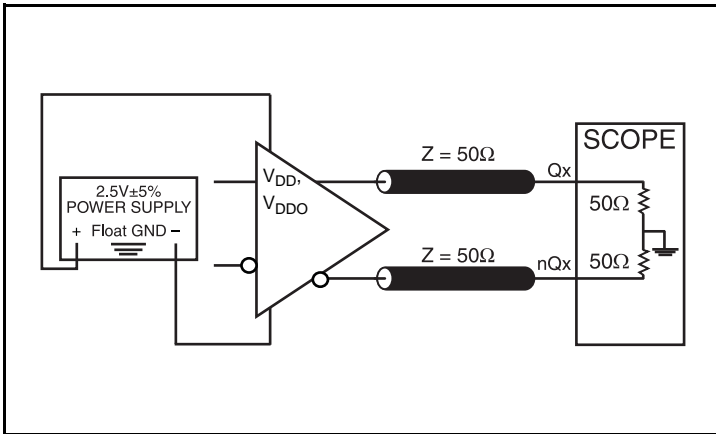 SCOPE
Z = 50Ω
Qx
VDD,
VDDO
50Ω
2.5V±5%
POWER SUPPLY
+ Float GND –
Z = 50Ω
nQx
50Ω